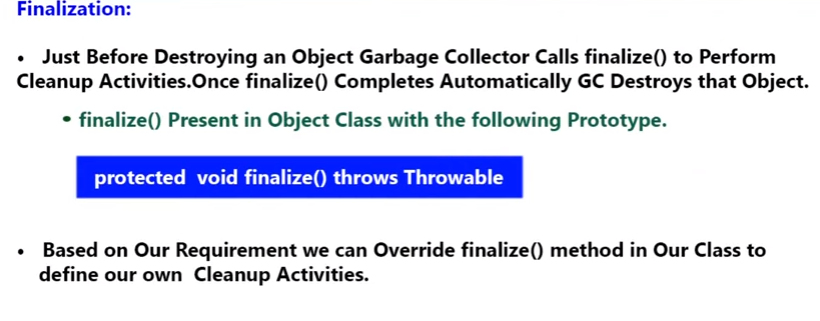 Finalization:
• Just Before Destroying an Object Garbage Collector Calls finalize() to Perform
Cleanup Activities.Once finalize() Completes Automatically GC Destroys that Object.
• finalize() Present in Object Class with the following Prototype.
protected void finalize() throws Throwable
• Based on Our Requirement we can Override finalize() method in Our Class to
define our own Cleanup Activities.